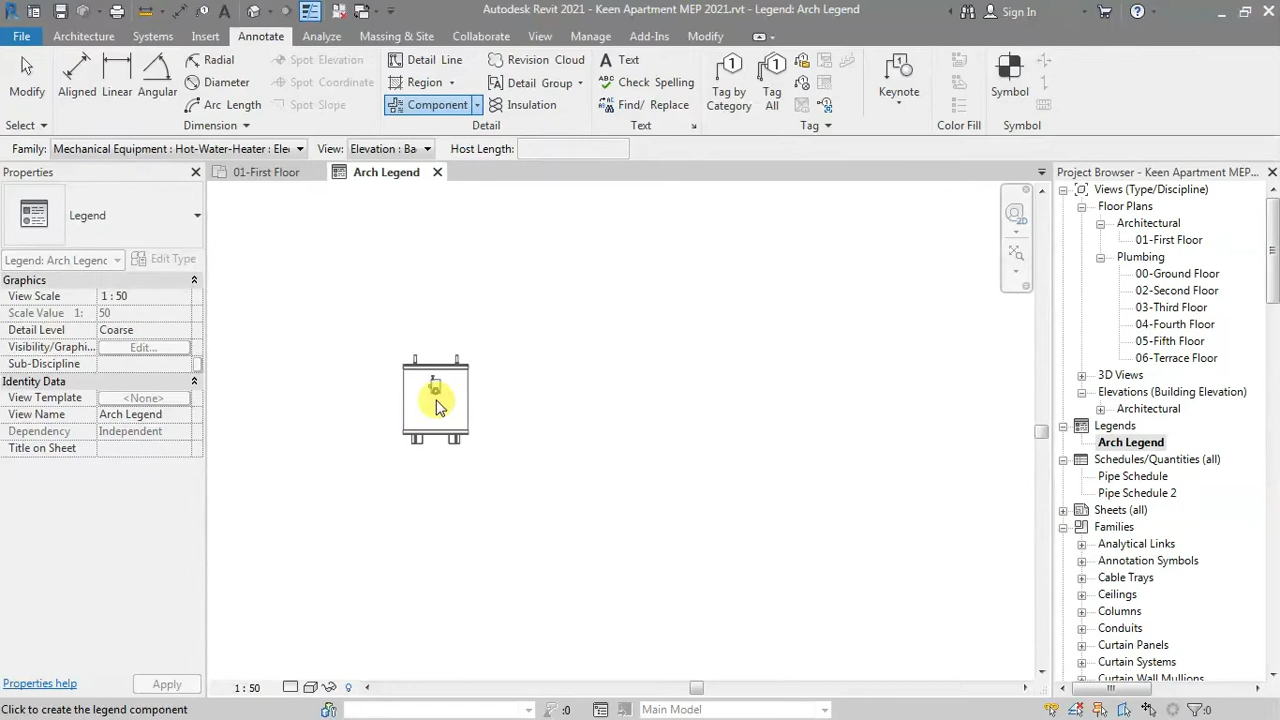 Autodesk Revit 2021 - Keen Apartment MEP 2021.rvt - Legend: Arch Legend
Sign In
File Architecture Systems Insert Annotate Analyze Massing & Site Collaborate View Manage Add-Ins Modify
Modify
Aligned Linear Angular
Radial
Diameter
Arc Length
Spot Elevation
Spot Coordinate
Spot Slope
Detail Line
Region
Component
Revision Cloud
Detail Group
Insulation
Text
Check Spelling
Find/ Replace
Tag by Category
Tag All
Keynote
Symbol
Select Dimension Detail Text Tag Color Fill Symbol
Family: Mechanical Equipment : Hot-Water-Heater : Elec View: Elevation : Ba Host Length:
Properties
01-First Floor
Arch Legend
Project Browser - Keen Apartment MEP...
Legend
Legend: Arch Legenc
Edit Type
Graphics
View Scale 1 : 50
Scale Value 1: 50
Detail Level Coarse
Visibility/Graphi... Edit...
Sub-Discipline
Identity Data
View Template <None>
View Name Arch Legend
Dependency Independent
Title on Sheet
2D
Views (Type/Discipline)
Floor Plans
Architectural
01-First Floor
Plumbing
00-Ground Floor
02-Second Floor
03-Third Floor
04-Fourth Floor
05-Fifth Floor
06-Terrace Floor
3D Views
Elevations (Building Elevation)
Architectural
Legends
Arch Legend
Schedules/Quantities (all)
Pipe Schedule
Pipe Schedule 2
Sheets (all)
Families
Analytical Links
Annotation Symbols
Cable Trays
Ceilings
Columns
Conduits
Curtain Panels
Curtain Systems
Curtain Wall Mullions
Properties help
Apply
1 : 50
Click to create the legend component
:0
Main Model
:0